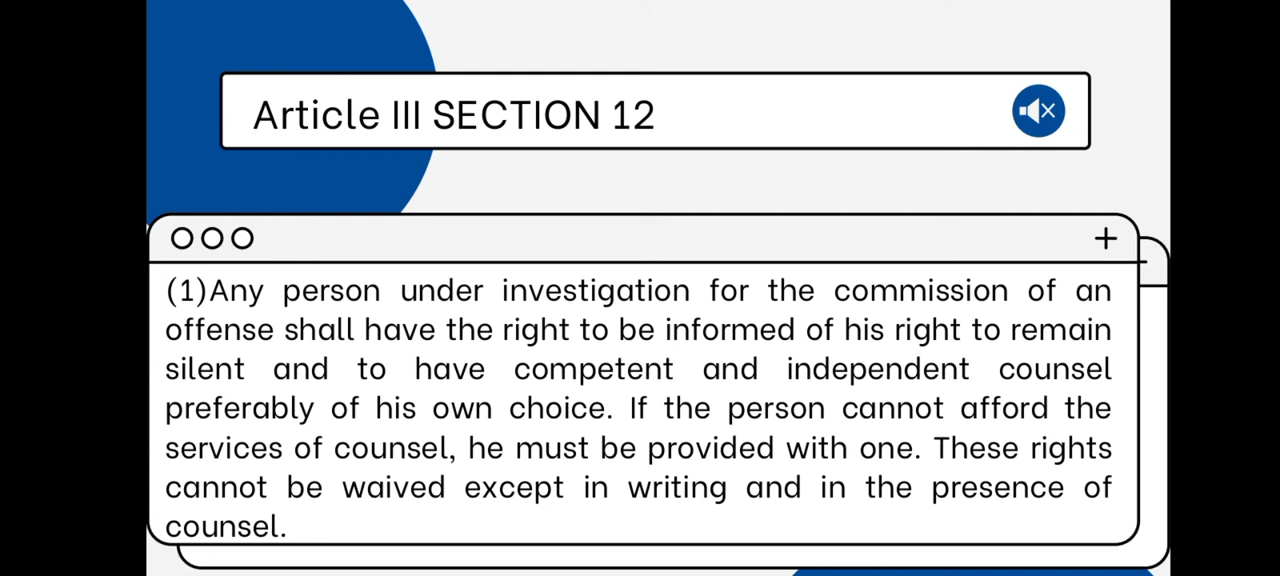 Article III SECTION 12
(1)Any person under investigation for the commission of an
offense shall have the right to be informed of his right to remain
silent and to have competent and independent counsel
preferably of his own choice. If the person cannot afford the
services of counsel, he must be provided with one. These rights
cannot be waived except in writing and in the presence of
counsel.